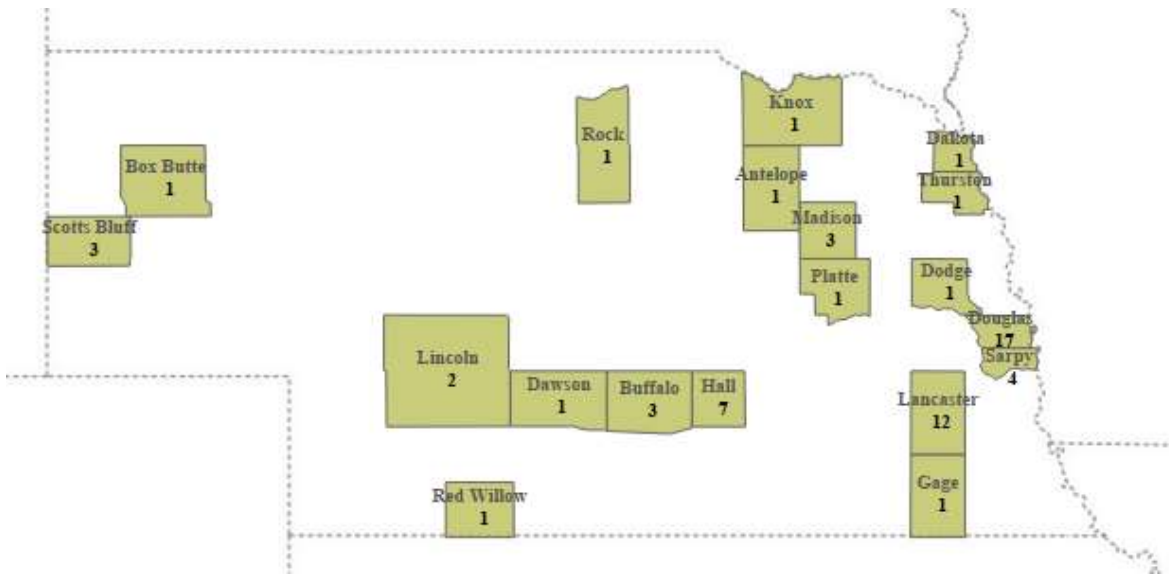 Knox
1
Rock
1
Dakota
1
Box Butte
1
Antelope
1
Thurston
1
Scotts Bluff
3
Madison
3
Platte
1
Dodge
1
Douglas
17
Sarpy
4
Lincoln
2
Dawson
1
Buffalo
3
Hall
7
Lancaster
12
Red Willow
1
Gage
1